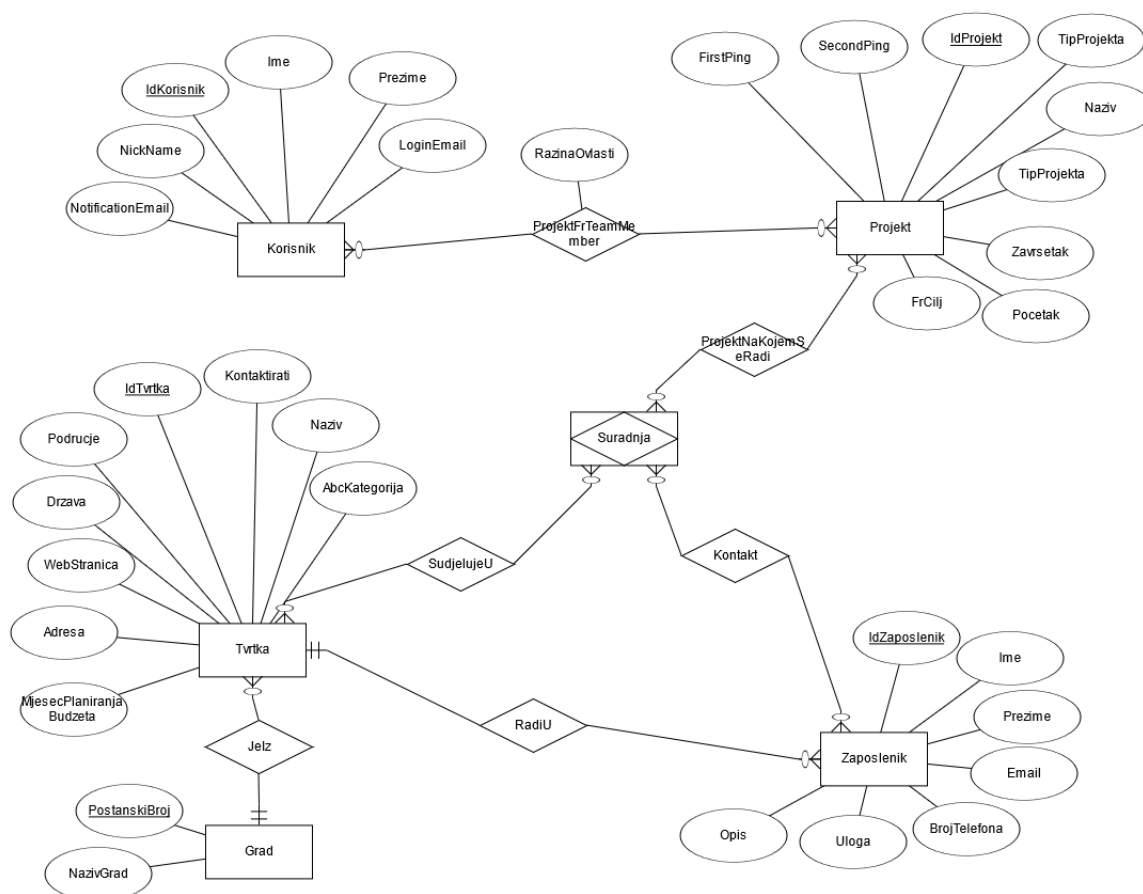 FirstPing
SecondPing
IdProjekt
TipProjekta
Ime
Prezime
IdKorisnik
Naziv
NickName
LoginEmail
RazinaOvlasti
TipProjekta
NotificationEmail
Korisnik
ProjektFrTeamMe
mber
Projekt
Zavrsetak
FrCilj
Pocetak
ProjektNaKojemS
eRadi
IdTvrtka
Kontaktirati
Naziv
Podrucje
Suradnja
AbcKategorija
Drzava
WebStranica
SudjelujeU
Kontakt
Adresa
Tvrtka
IdZaposlenik
Ime
MjesecPlaniranja
Budzeta
RadiU
Prezime
JeIz
Zaposlenik
Email
PostanskiBroj
Opis
Uloga
BrojTelefona
Grad
NazivGrad